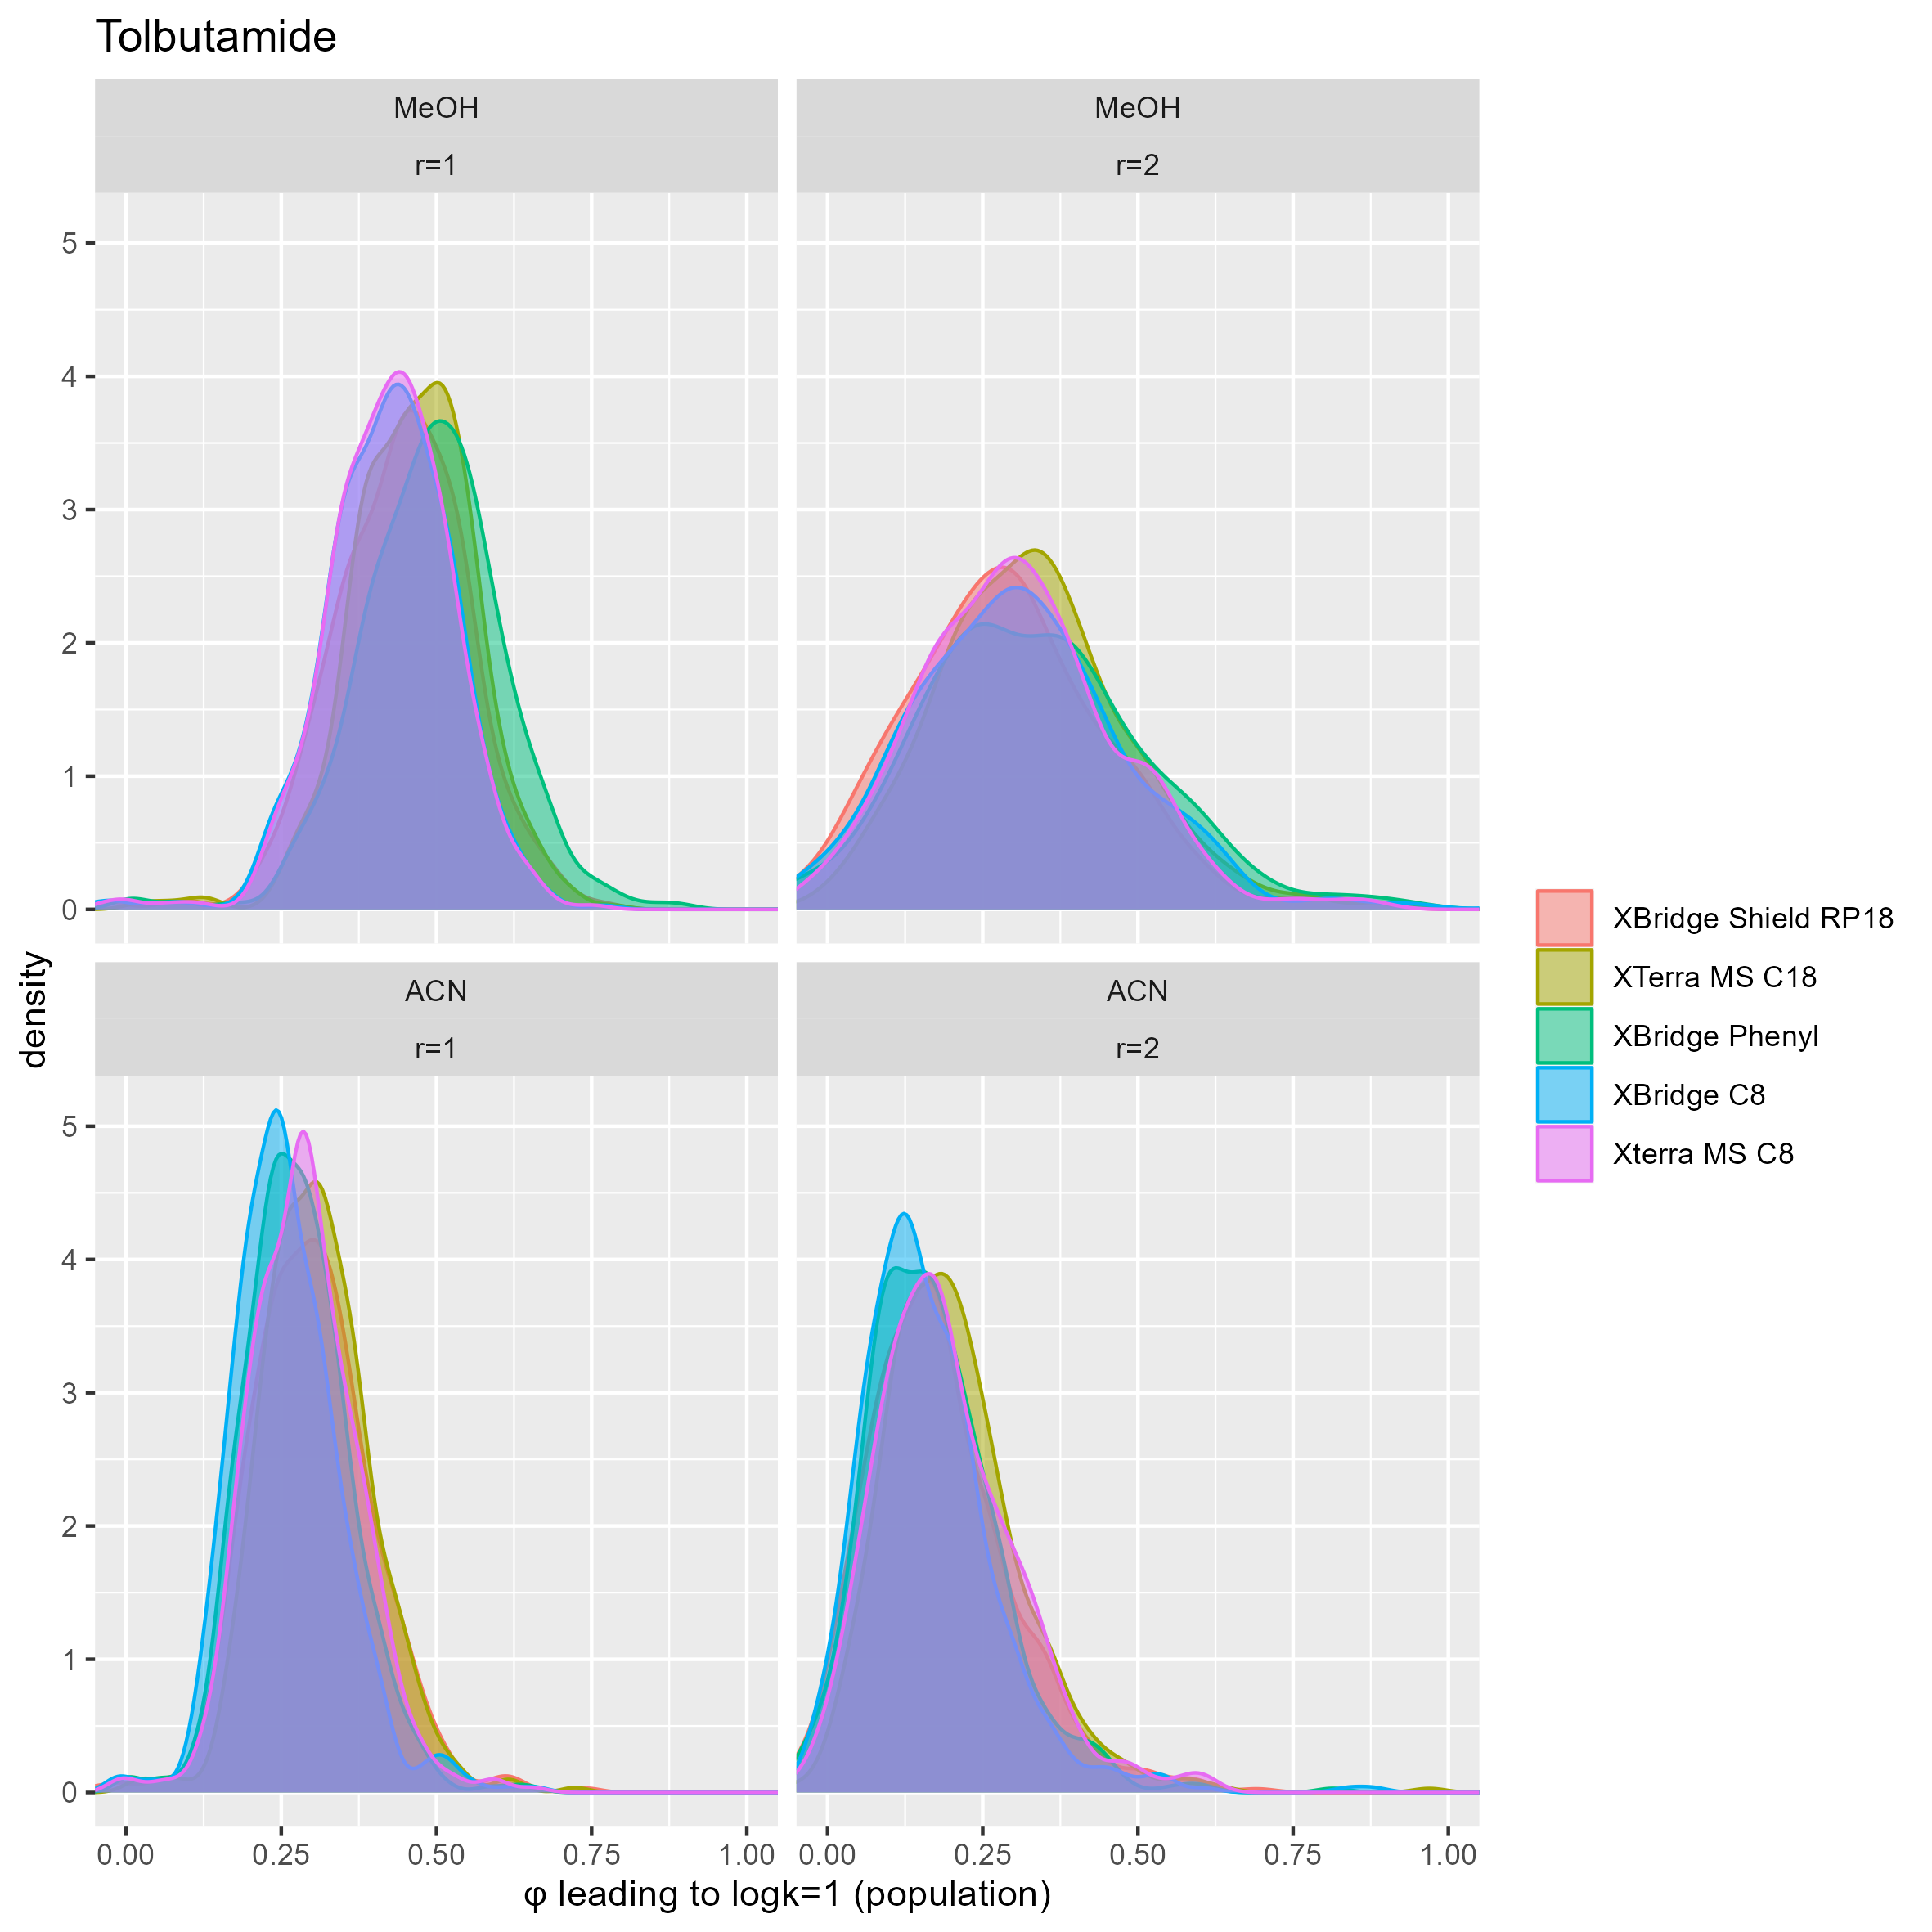 Tolbutamide
MeOH
r=1
MeOH
r=2
5
4
3
2
1
0
ACN
r=1
ACN
r=2
5
4
3
2
1
0
0.00
0.25
0.50
0.75
1.00
0.00
0.25
0.50
0.75
1.00
φ leading to logk=1 (population)
density
XBridge Shield RP18
XTerra MS C18
XBridge Phenyl
XBridge C8
Xterra MS C8